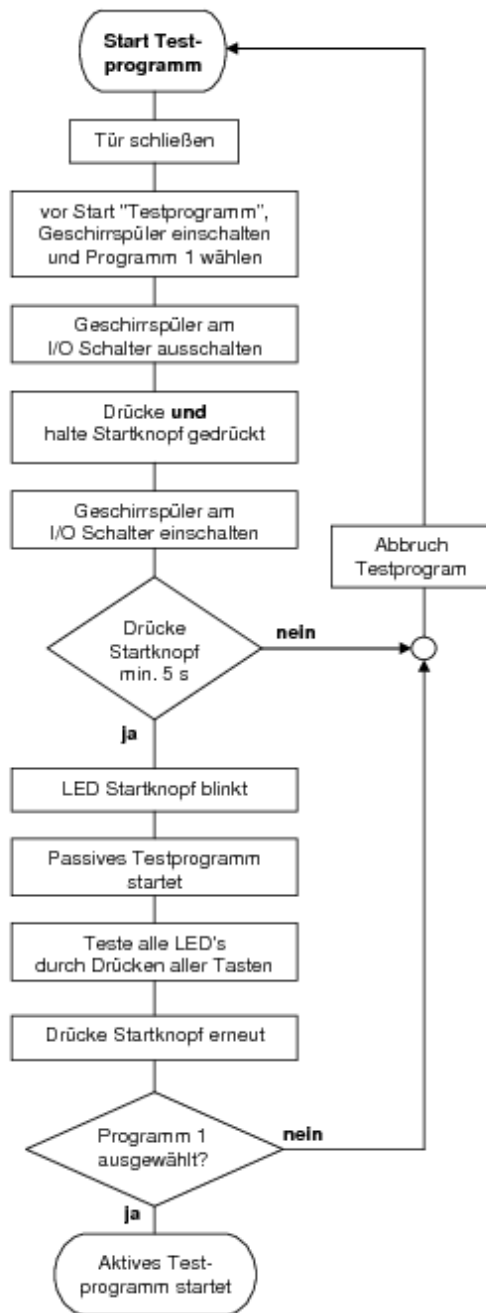 Start Test-
programm
Tür schließen
vor Start "Testprogramm",
Geschirrspüler einschalten
und Programm 1 wählen
Geschirrspüler am
I/O Schalter ausschalten
Drücke und
halte Startknopf gedrückt
Geschirrspüler am
I/O Schalter einschalten
Abbruch
Testprogram
Drücke
Startknopf
min. 5 s
nein
ja
LED Startknopf blinkt
Passives Testprogramm
startet
Teste alle LED's
durch Drücken aller Tasten
Drücke Startknopf erneut
Programm 1
ausgewählt?
nein
ja
Aktives Test-
programm startet